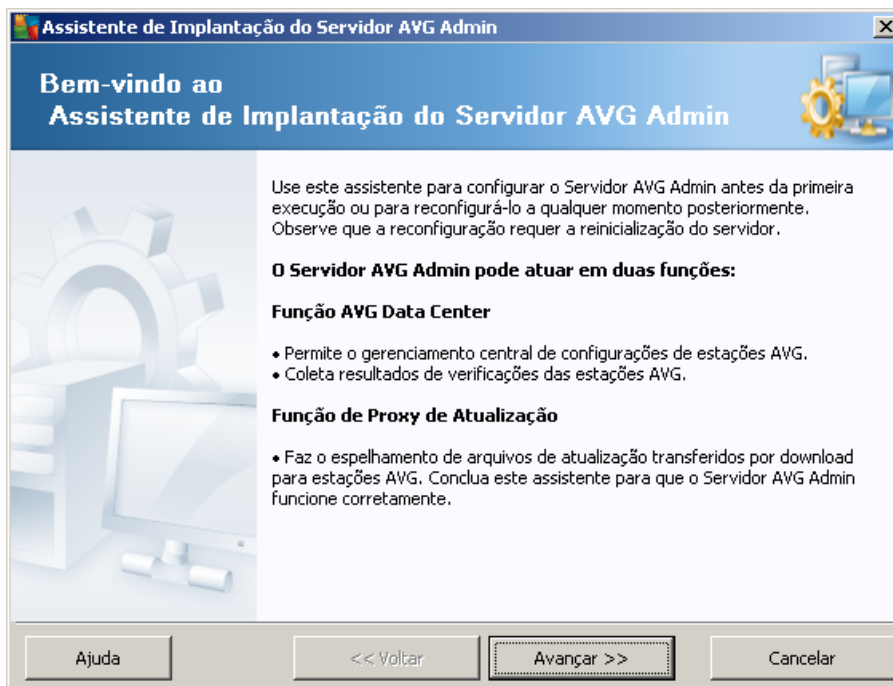 Assistente de Implantação do Servidor AVG Admin
Bem-vindo ao
Assistente de Implantação do Servidor AVG Admin
Use este assistente para configurar o Servidor AVG Admin antes da primeira
execução ou para reconfigurá-lo a qualquer momento posteriormente.
Observe que a reconfiguração requer a reinicialização do servidor.
O Servidor AVG Admin pode atuar em duas funções:
Função AVG Data Center
• Permite o gerenciamento central de configurações de estações AVG.
• Coleta resultados de verificações das estações AVG.
Função de Proxy de Atualização
• Faz o espelhamento de arquivos de atualização transferidos por download
para estações AVG. Conclua este assistente para que o Servidor AVG Admin
funcione corretamente.
Ajuda
<< Voltar
Avançar >>
Cancelar